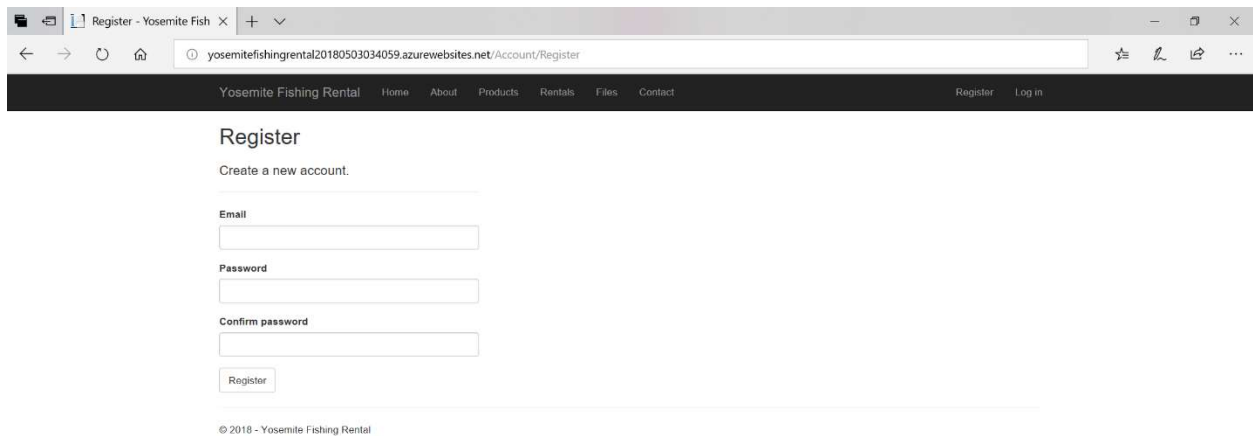 Register - Yosemite Fish
yosemitefishingrental20180503034059.azurewebsites.net/Account/Register
Yosemite Fishing Rental Home About Products Rentals Files Contact Register Log in
Register
Create a new account.
Email
Password
Confirm password
Register
© 2018 - Yosemite Fishing Rental